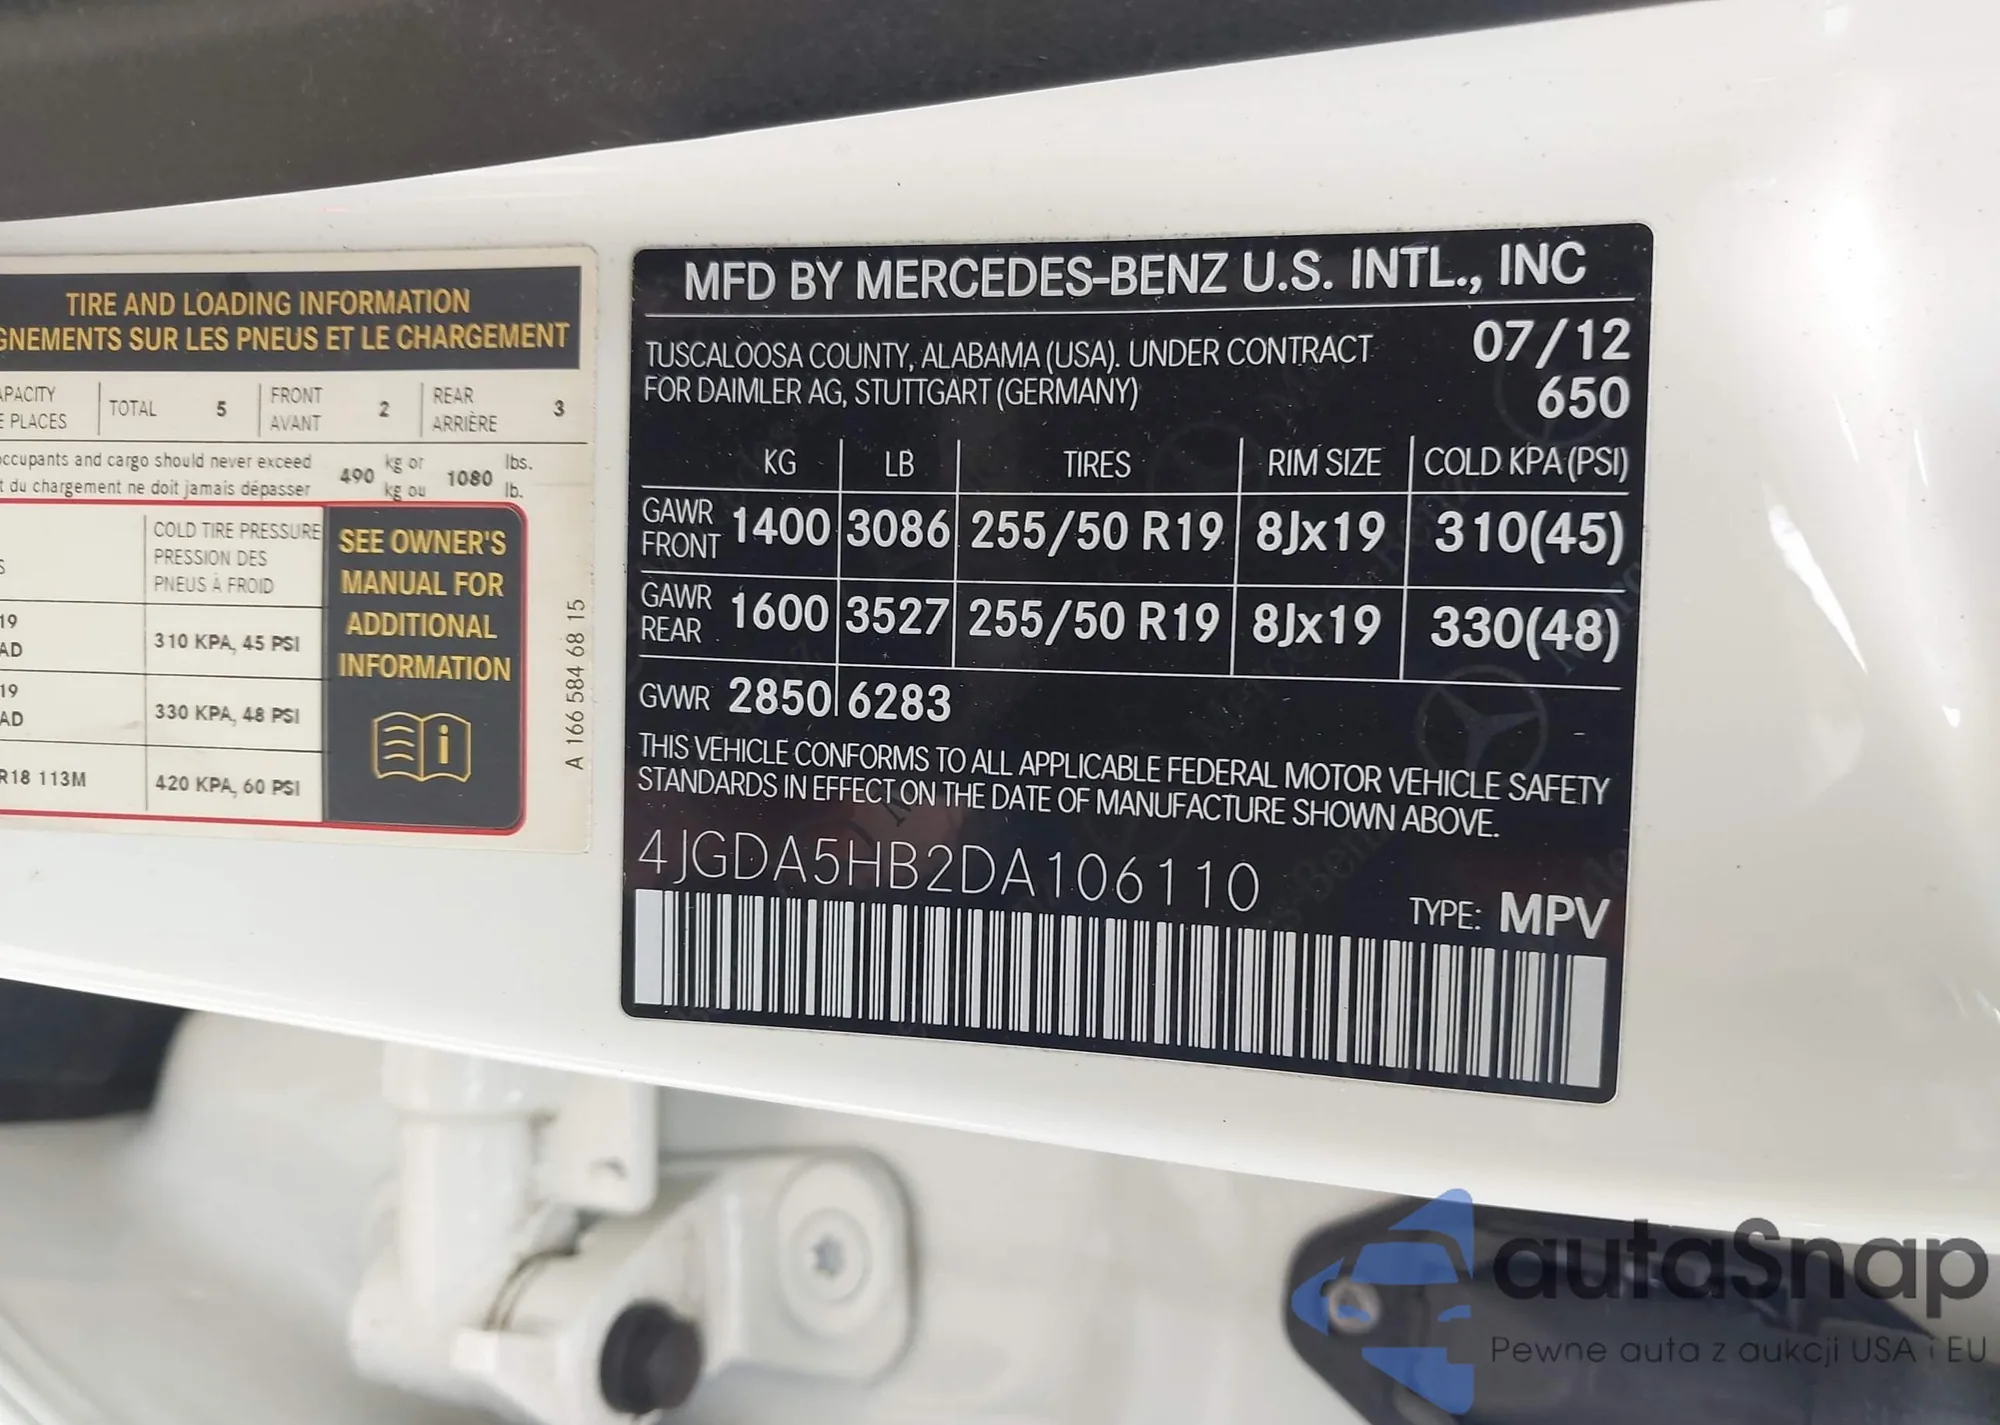 TIRE AND LOADING INFORMATION
GNEMENTS SUR LES PNEUS ET LE CHARGEMENT
APACITY
E PLACES
TOTAL 5
FRONT
AVANT
2
REAR
ARRIÈRE
3
occupants and cargo should never exceed
t du chargement ne doit jamais dépasser
490
kg or
kg ou
1080
lbs.
lb.
S
COLD TIRE PRESSURE
PRESSION DES
PNEUS À FROID
19
AD
310 KPA, 45 PSI
19
AD
330 KPA, 48 PSI
R18 113M
420 KPA, 60 PSI
SEE OWNER'S
MANUAL FOR
ADDITIONAL
INFORMATION
i
A 166 584 68 15
MFD BY MERCEDES-BENZ U.S. INTL., INC
TUSCALOOSA COUNTY, ALABAMA (USA). UNDER CONTRACT
FOR DAIMLER AG, STUTTGART (GERMANY)
07/12
650
KG LB TIRES RIM SIZE COLD KPA (PSI)
GAWR
FRONT
1400 3086 255/50 R19 8Jx19 310(45)
GAWR
REAR
1600 3527 255/50 R19 8Jx19 330(48)
GVWR 2850 6283
THIS VEHICLE CONFORMS TO ALL APPLICABLE FEDERAL MOTOR VEHICLE SAFETY
STANDARDS IN EFFECT ON THE DATE OF MANUFACTURE SHOWN ABOVE.
4JGDA5HB2DA106110
TYPE: MPV
autaSnap
Pewne auta z aukcji USA i EU